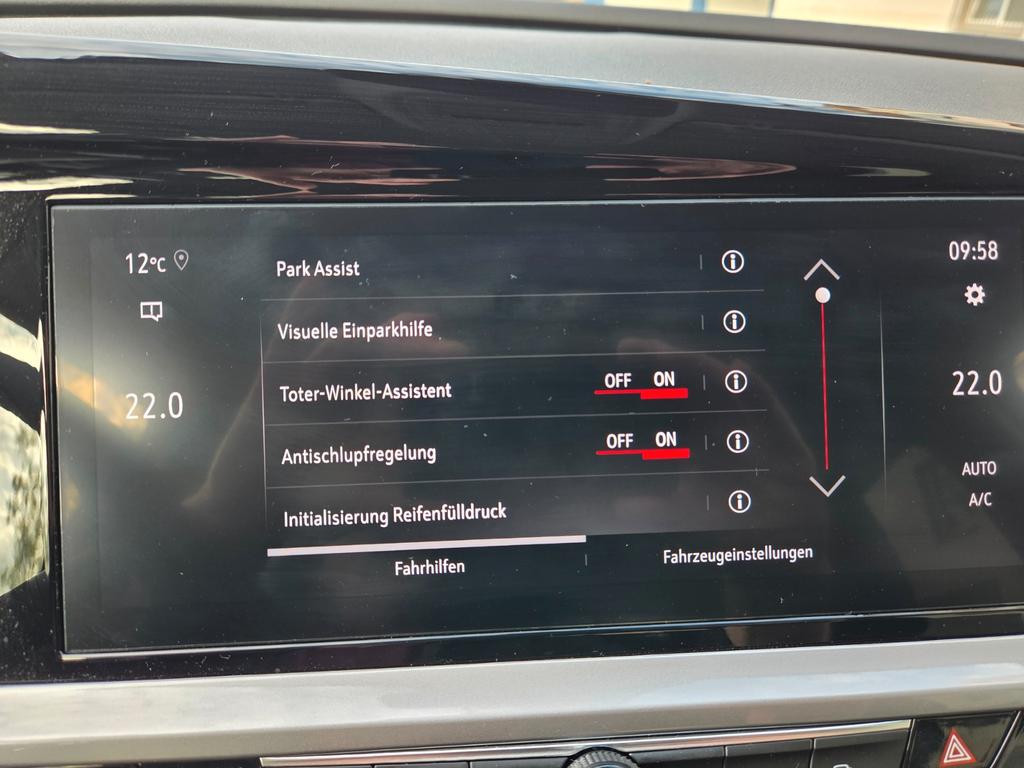 12°C
09:58
Park Assist
Visuelle Einparkhilfe
22.0
Toter-Winkel-Assistent OFF ON
22.0
Antischlupfregelung OFF ON
AUTO
A/C
Initialisierung Reifenfülldruck
Fahrhilfen
Fahrzeugeinstellungen